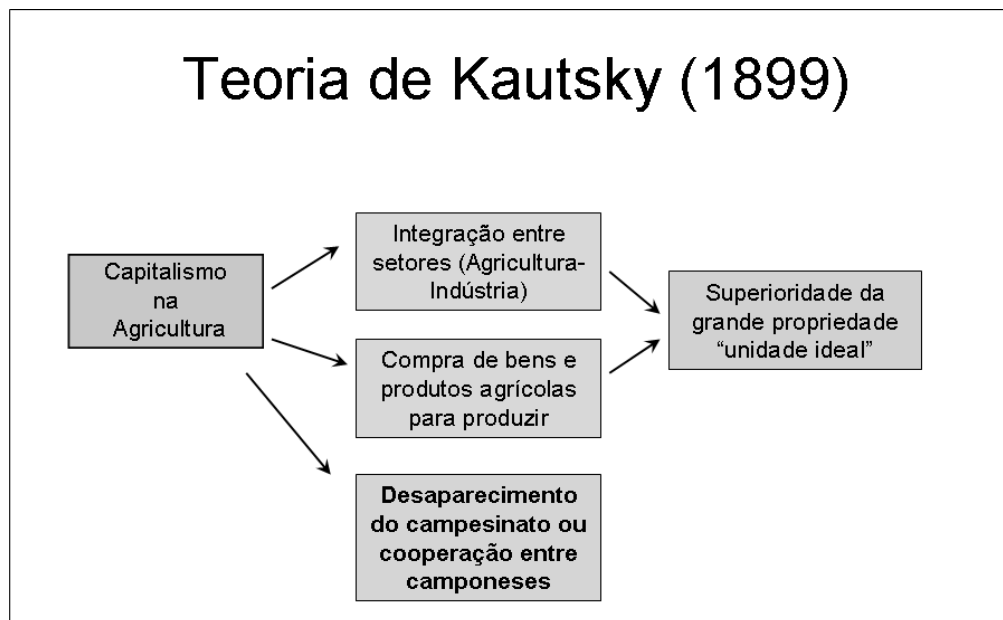 Teoria de Kautsky (1899)
Capitalismo
na
Agricultura
Integração entre
setores (Agricultura-
Indústria)
Compra de bens e
produtos agrícolas
para produzir
Desaparecimento
do campesinato ou
cooperação entre
camponeses
Superioridade da
grande propriedade
“unidade ideal”